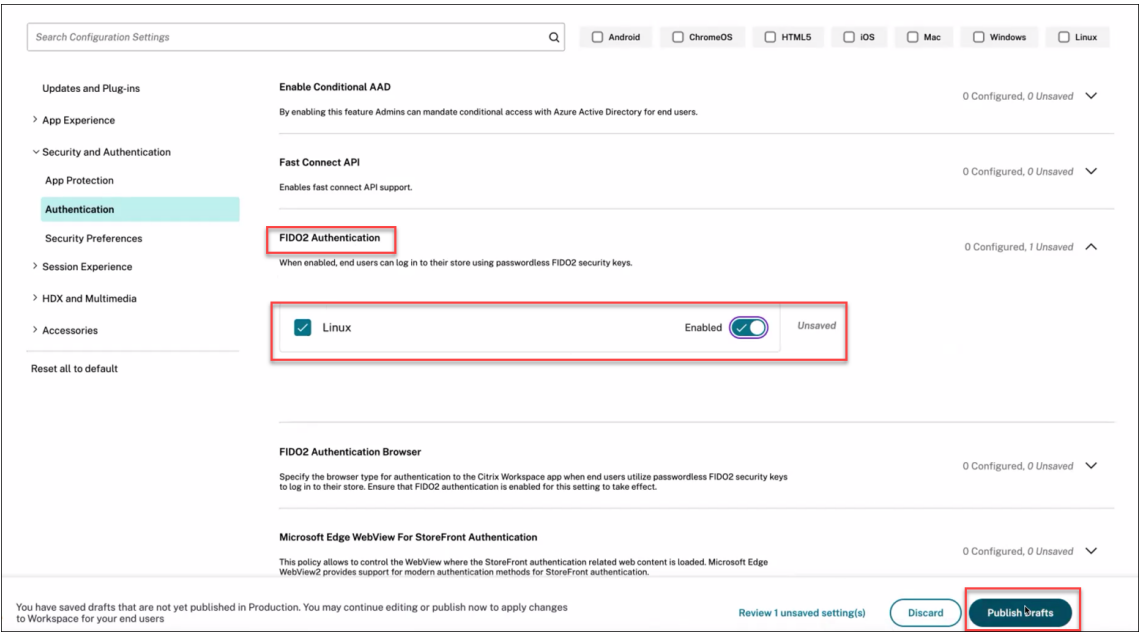 Search Configuration Settings
Android
ChromeOS
HTML5
iOS
Mac
Windows
Linux
Updates and Plug-ins
App Experience
Security and Authentication
App Protection
Authentication
Security Preferences
Session Experience
HDX and Multimedia
Accessories
Reset all to default
Enable Conditional AAD
0 Configured, 0 Unsaved
By enabling this feature Admins can mandate conditional access with Azure Active Directory for end users.
Fast Connect API
0 Configured, 0 Unsaved
Enables fast connect API support.
FIDO2 Authentication
0 Configured, 1 Unsaved
When enabled, end users can log in to their store using passwordless FIDO2 security keys.
Linux
Enabled
Unsaved
FIDO2 Authentication Browser
0 Configured, 0 Unsaved
Specify the browser type for authentication to the Citrix Workspace app when end users utilize passwordless FIDO2 security keys
to log in to their store. Ensure that FIDO2 authentication is enabled for this setting to take effect.
Microsoft Edge WebView For StoreFront Authentication
0 Configured, 0 Unsaved
This policy allows to control the WebView where the StoreFront authentication related web content is loaded. Microsoft Edge
WebView2 provides support for modern authentication methods for StoreFront authentication.
You have saved drafts that are not yet published in Production. You may continue editing or publish now to apply changes
to Workspace for your end users
Review 1 unsaved setting(s)
Discard
Publish Drafts